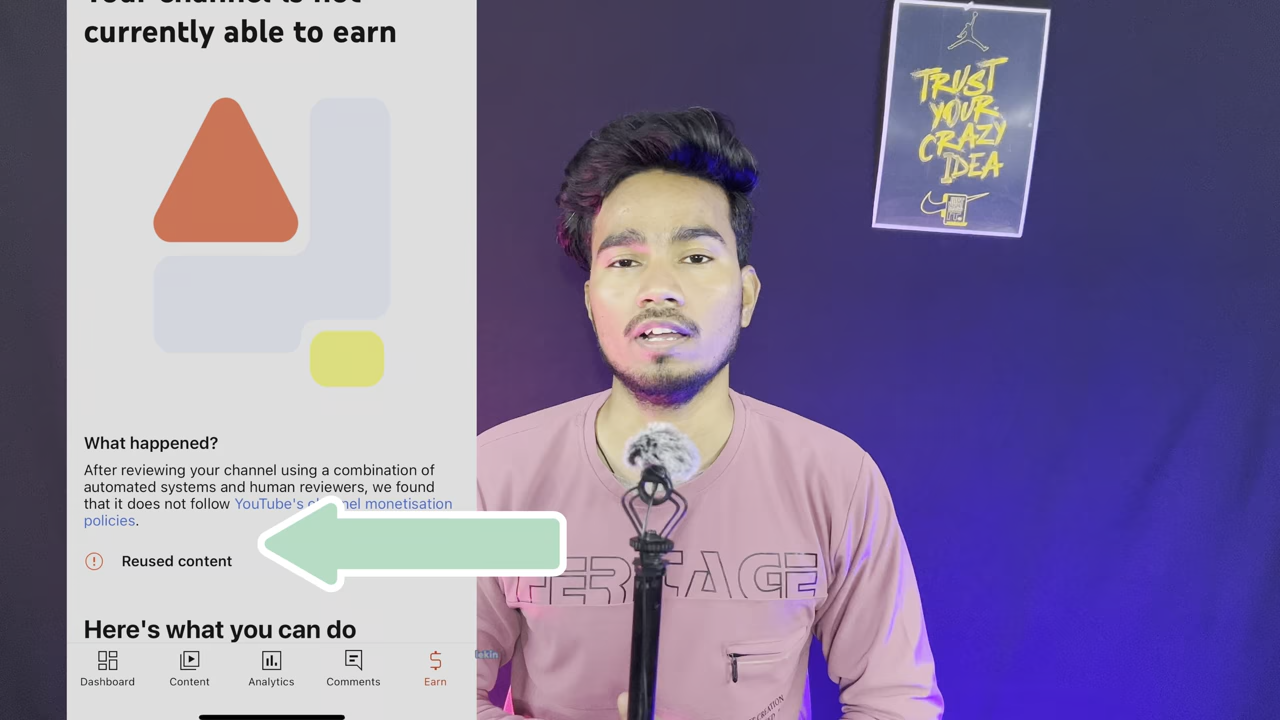 currently able to earn
What happened?
After reviewing your channel using a combination of
automated systems and human reviewers, we found
that it does not follow YouTube's channel monetisation
policies.
Reused content
Here's what you can do
Dashboard
Content
Analytics
Comments
Earn
TRUST
YOUR
CRAZY
IDEA